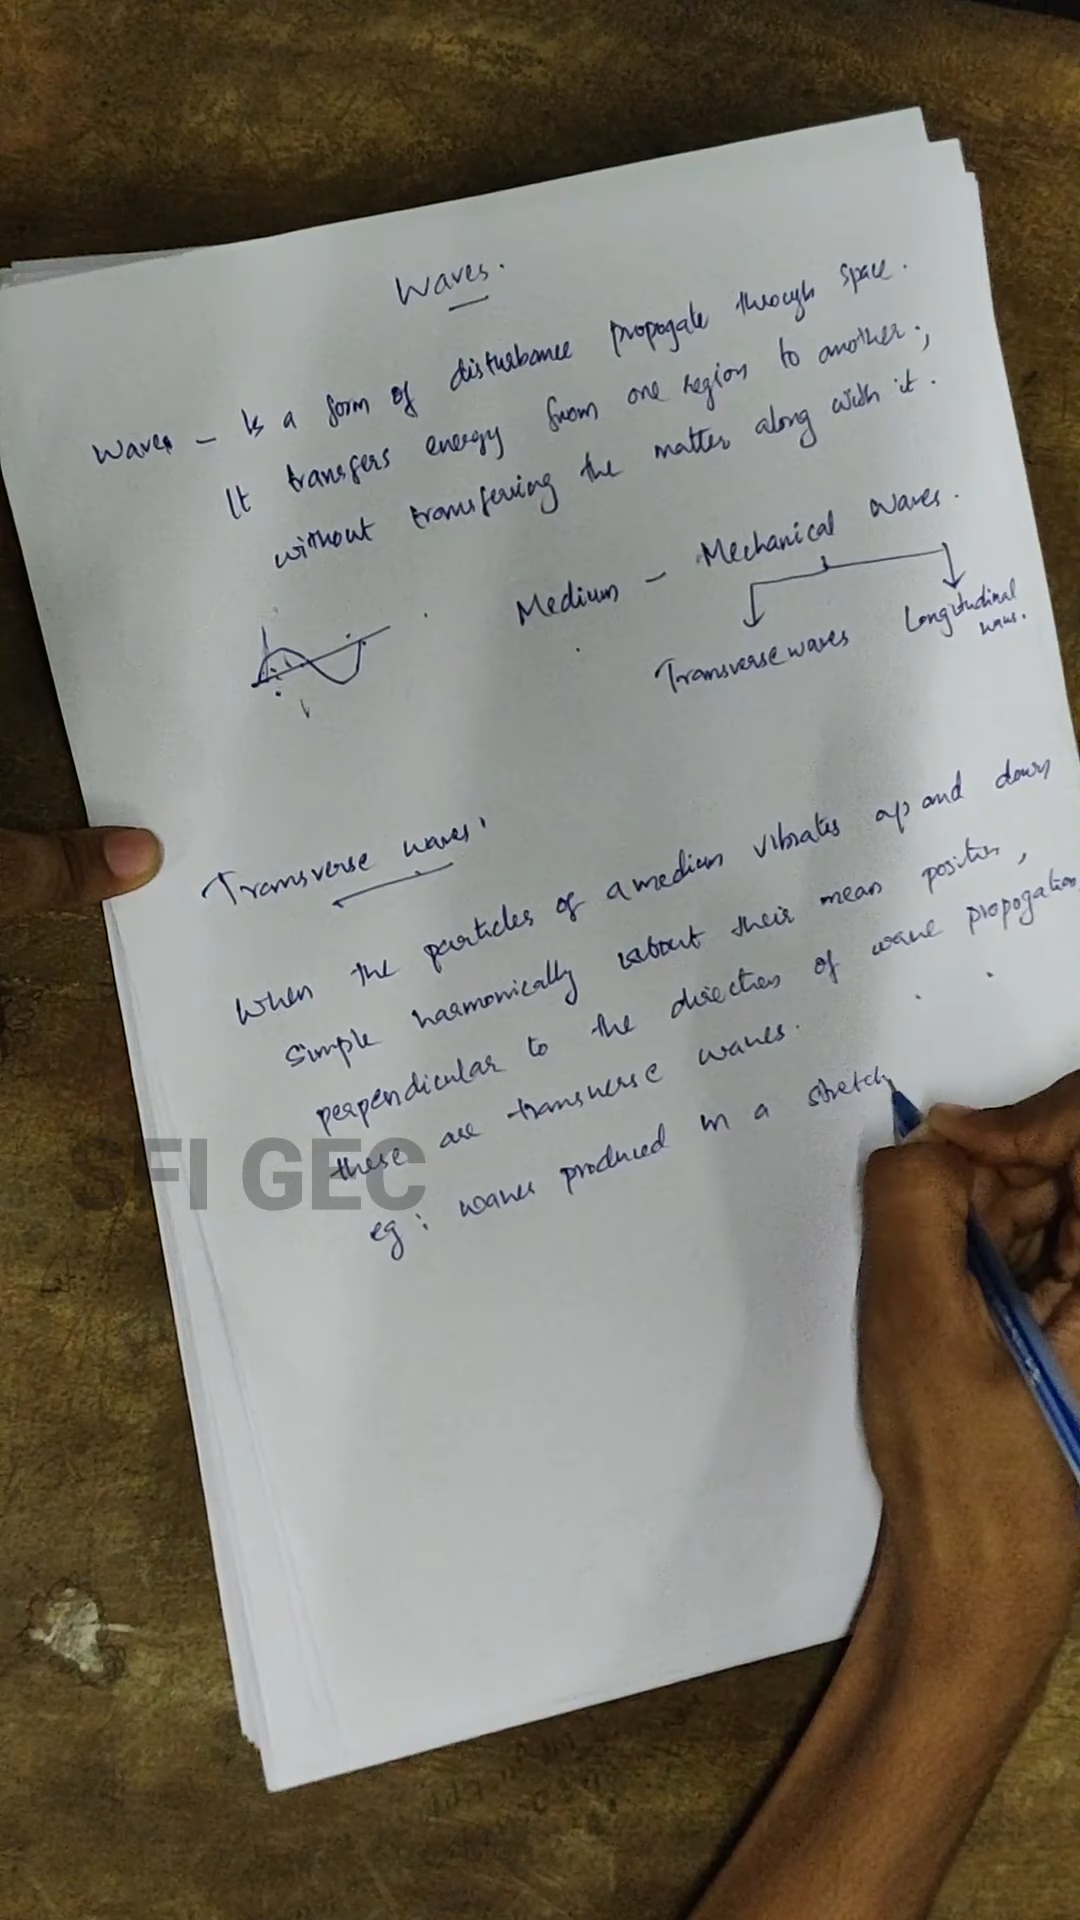 Waves.
Waves - Is a form of disturbance propogate through space.
It transfers energy from one region to another.,
without transferring the matter along with it.
Medium - Mechanical waves.
Transverse waves
Longitudinal
waves.
Transverse waves.
When the particles of a medium vibrates up and down
Simple harmonically about their mean position,
perpendicular to the direction of wave propogation
these are transverse waves.
eg: waves produced in a stretch
SFI GEC